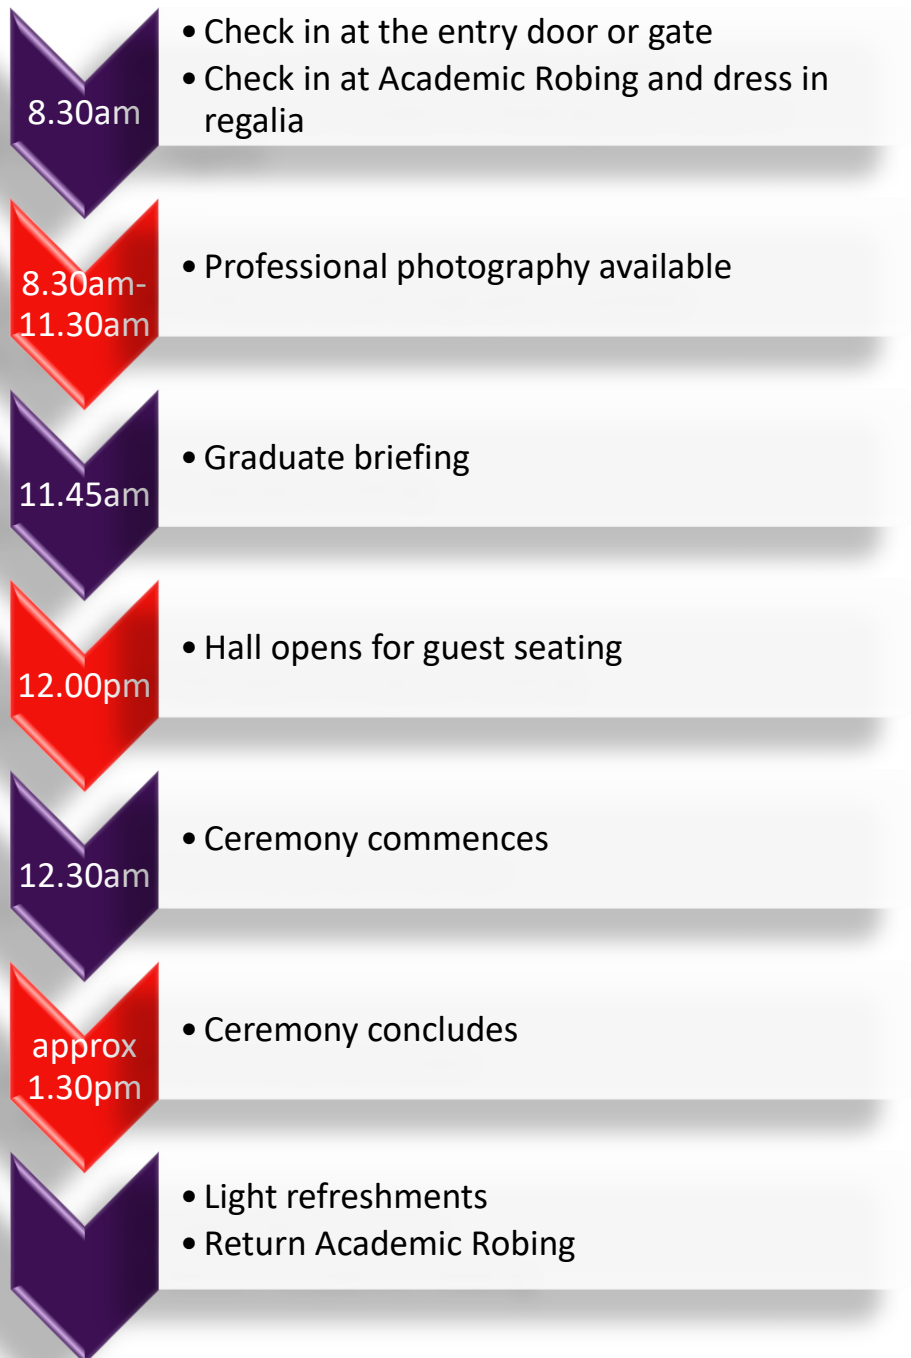 8.30am
• Check in at the entry door or gate
• Check in at Academic Robing and dress in
regalia
8.30am-
11.30am
• Professional photography available
11.45am
• Graduate briefing
12.00pm
• Hall opens for guest seating
12.30am
• Ceremony commences
approx
1.30pm
• Ceremony concludes
• Light refreshments
• Return Academic Robing